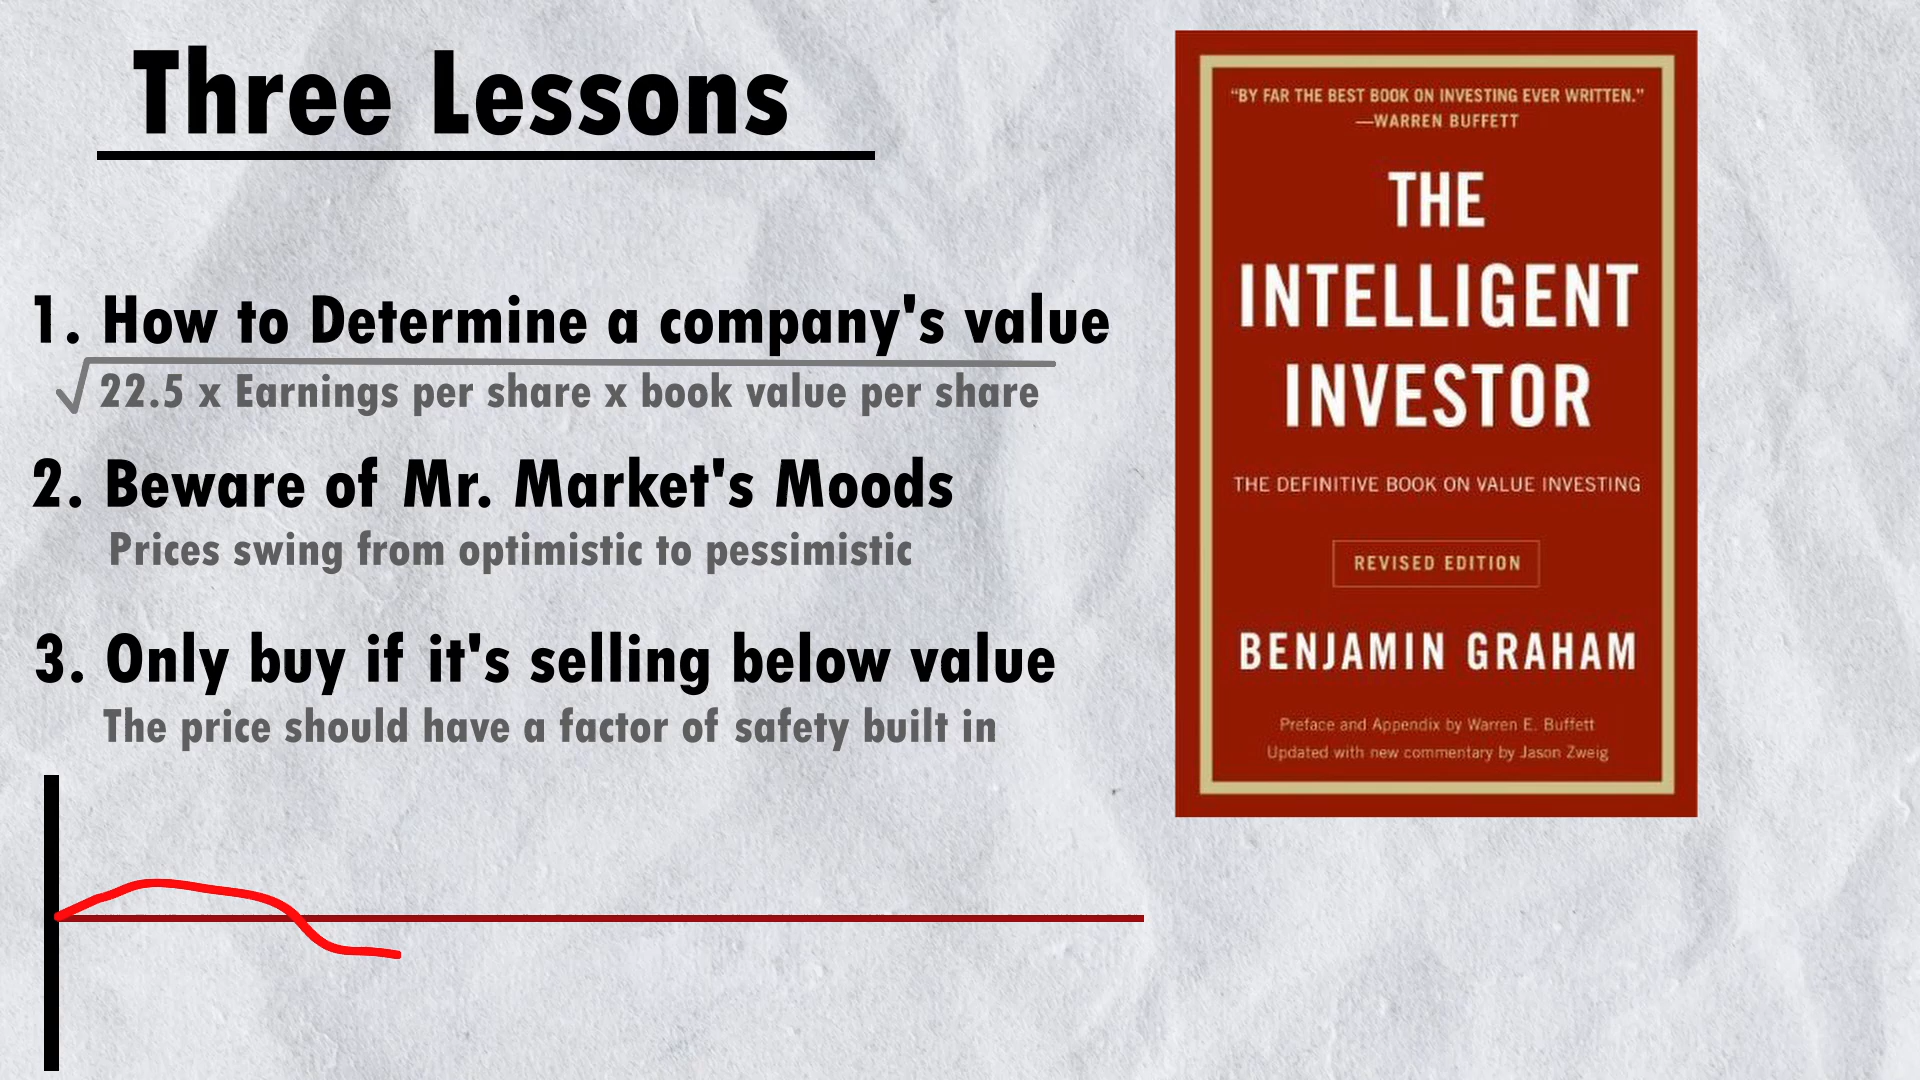 Three Lessons
1. How to Determine a company's value
√22.5 x Earnings per share x book value per share
2. Beware of Mr. Market's Moods
Prices swing from optimistic to pessimistic
3. Only buy if it's selling below value
The price should have a factor of safety built in
“BY FAR THE BEST BOOK ON INVESTING EVER WRITTEN.”
—WARREN BUFFETT
THE
INTELLIGENT
INVESTOR
THE DEFINITIVE BOOK ON VALUE INVESTING
REVISED EDITION
BENJAMIN GRAHAM
Preface and Appendix by Warren E. Buffett
Updated with new commentary by Jason Zweig